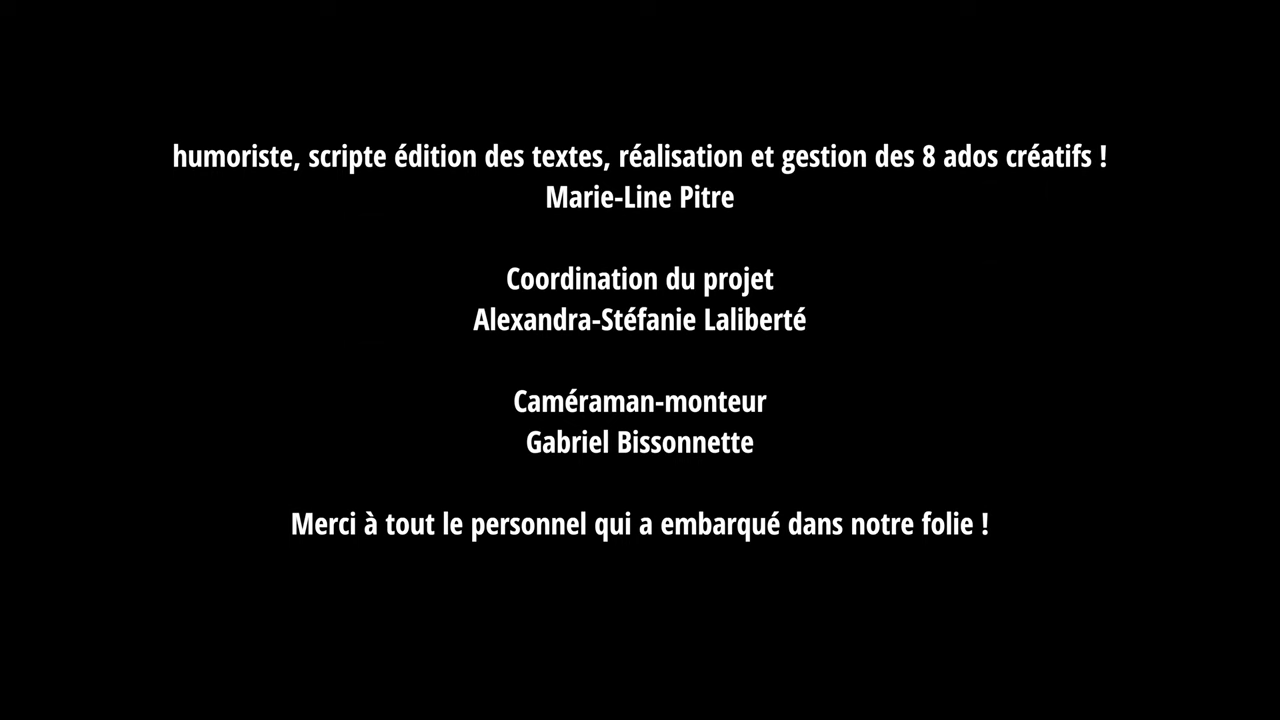 humoriste, scripte édition des textes, réalisation et gestion des 8 ados créatifs !
Marie-Line Pitre
Coordination du projet
Alexandra-Stéfanie Laliberté
Caméraman-monteur
Gabriel Bissonnette
Merci à tout le personnel qui a embarqué dans notre folie !